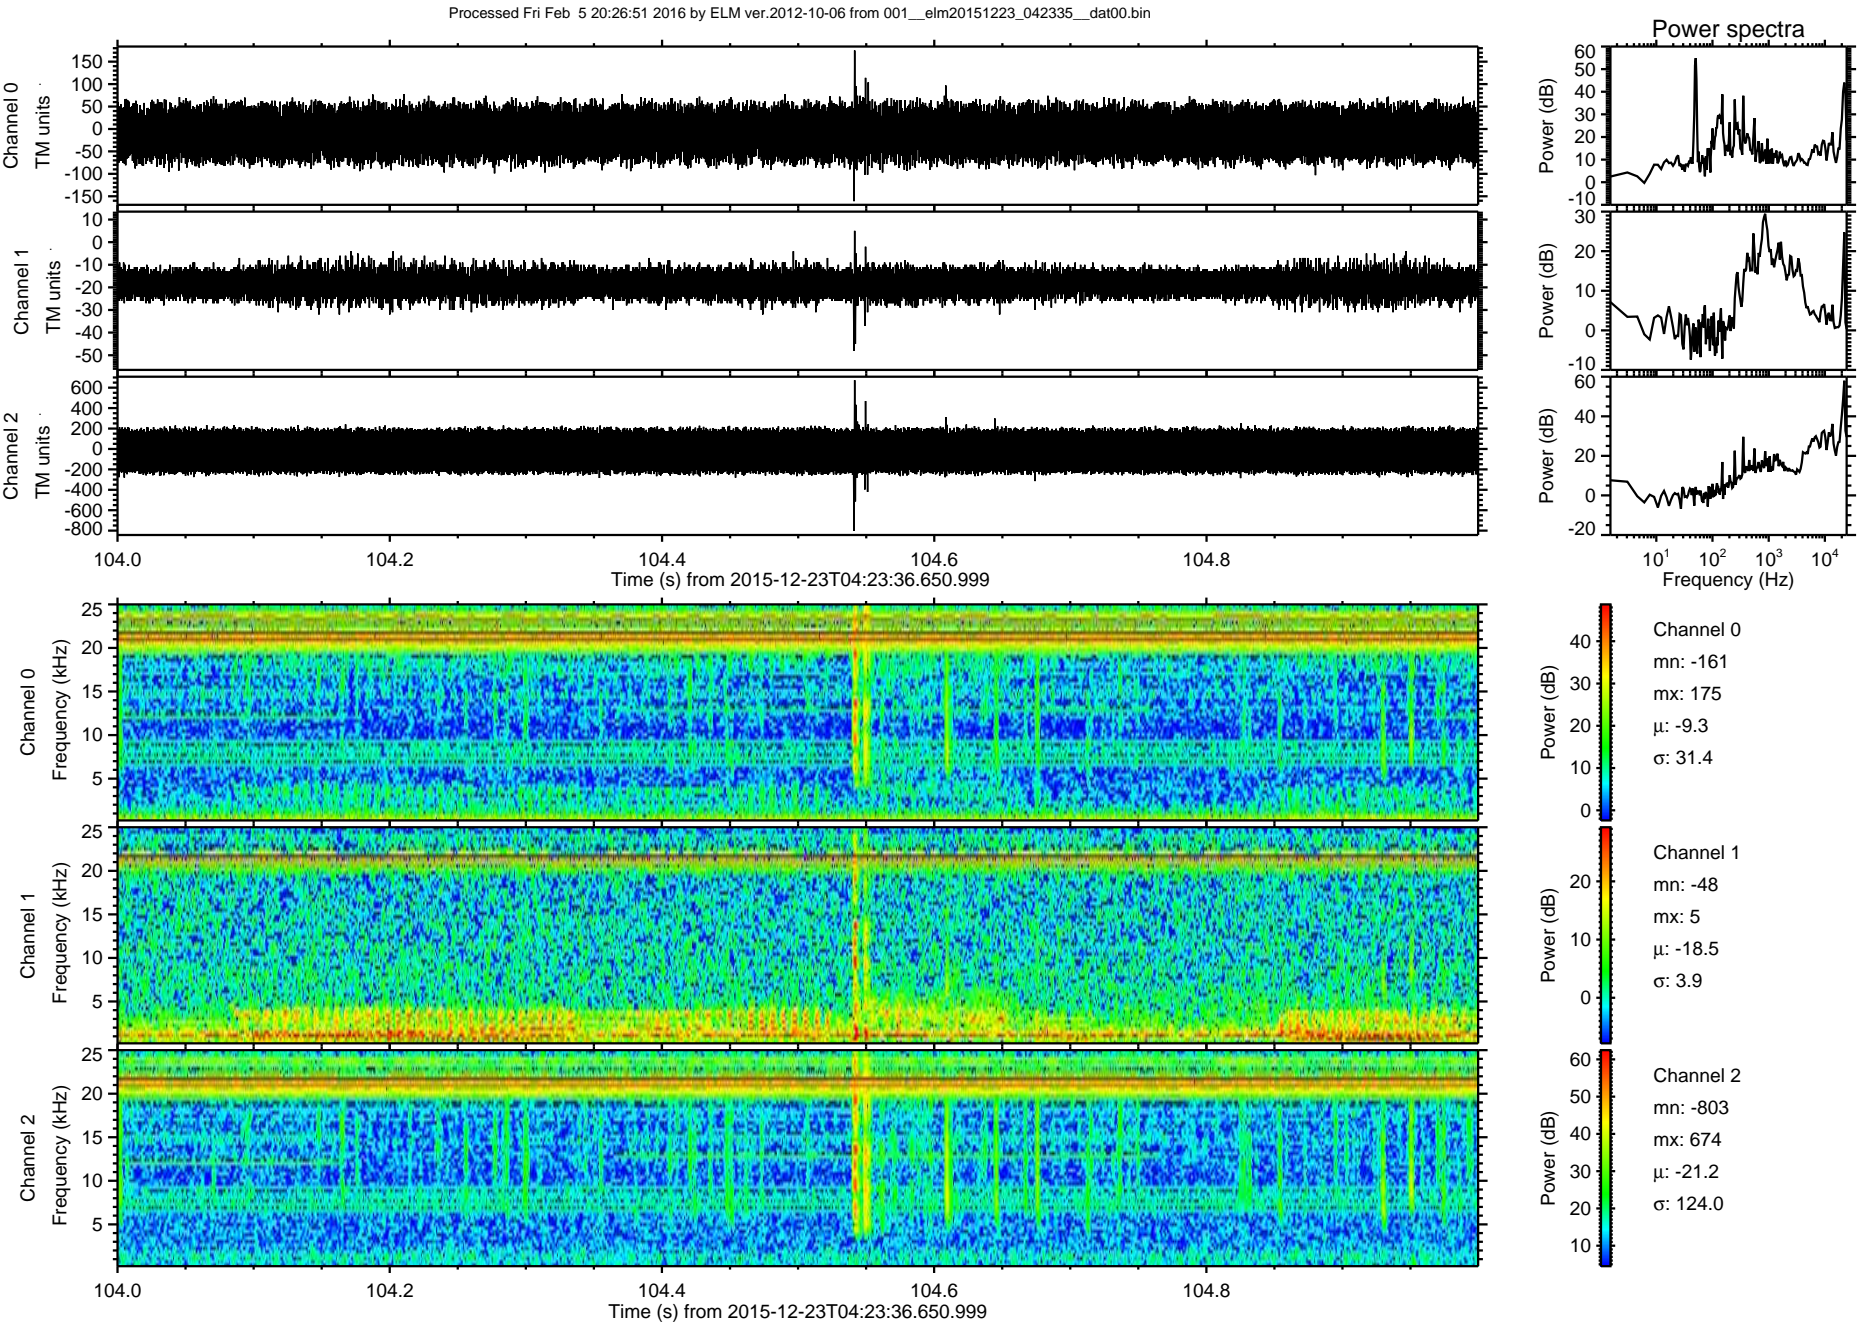 Processed Fri Feb 5 20:26:51 2016 by ELM ver.2012-10-06 from 001__elm20151223_042335__dat00.bin
Power spectra
Channel 0
TM units
150
100
50
0
-50
-100
-150
Power (dB)
60
50
40
30
20
10
0
-10
Channel 1
TM units
10
0
-10
-20
-30
-40
-50
Power (dB)
30
20
10
0
-10
Channel 2
TM units
600
400
200
0
-200
-400
-600
-800
Power (dB)
60
40
20
0
-20
104.0 104.2 104.4 104.6 104.8
Time (s) from 2015-12-23T04:23:36.650.999
10^1 10^2 10^3 10^4
Frequency (Hz)
Channel 0
Frequency (kHz)
25
20
15
10
5
Power (dB)
40
30
20
10
0
Channel 0
mn: -161
mx: 175
μ: -9.3
σ: 31.4
Channel 1
Frequency (kHz)
25
20
15
10
5
Power (dB)
20
10
0
Channel 1
mn: -48
mx: 5
μ: -18.5
σ: 3.9
Channel 2
Frequency (kHz)
25
20
15
10
5
Power (dB)
60
50
40
30
20
10
Channel 2
mn: -803
mx: 674
μ: -21.2
σ: 124.0
104.0 104.2 104.4 104.6 104.8
Time (s) from 2015-12-23T04:23:36.650.999